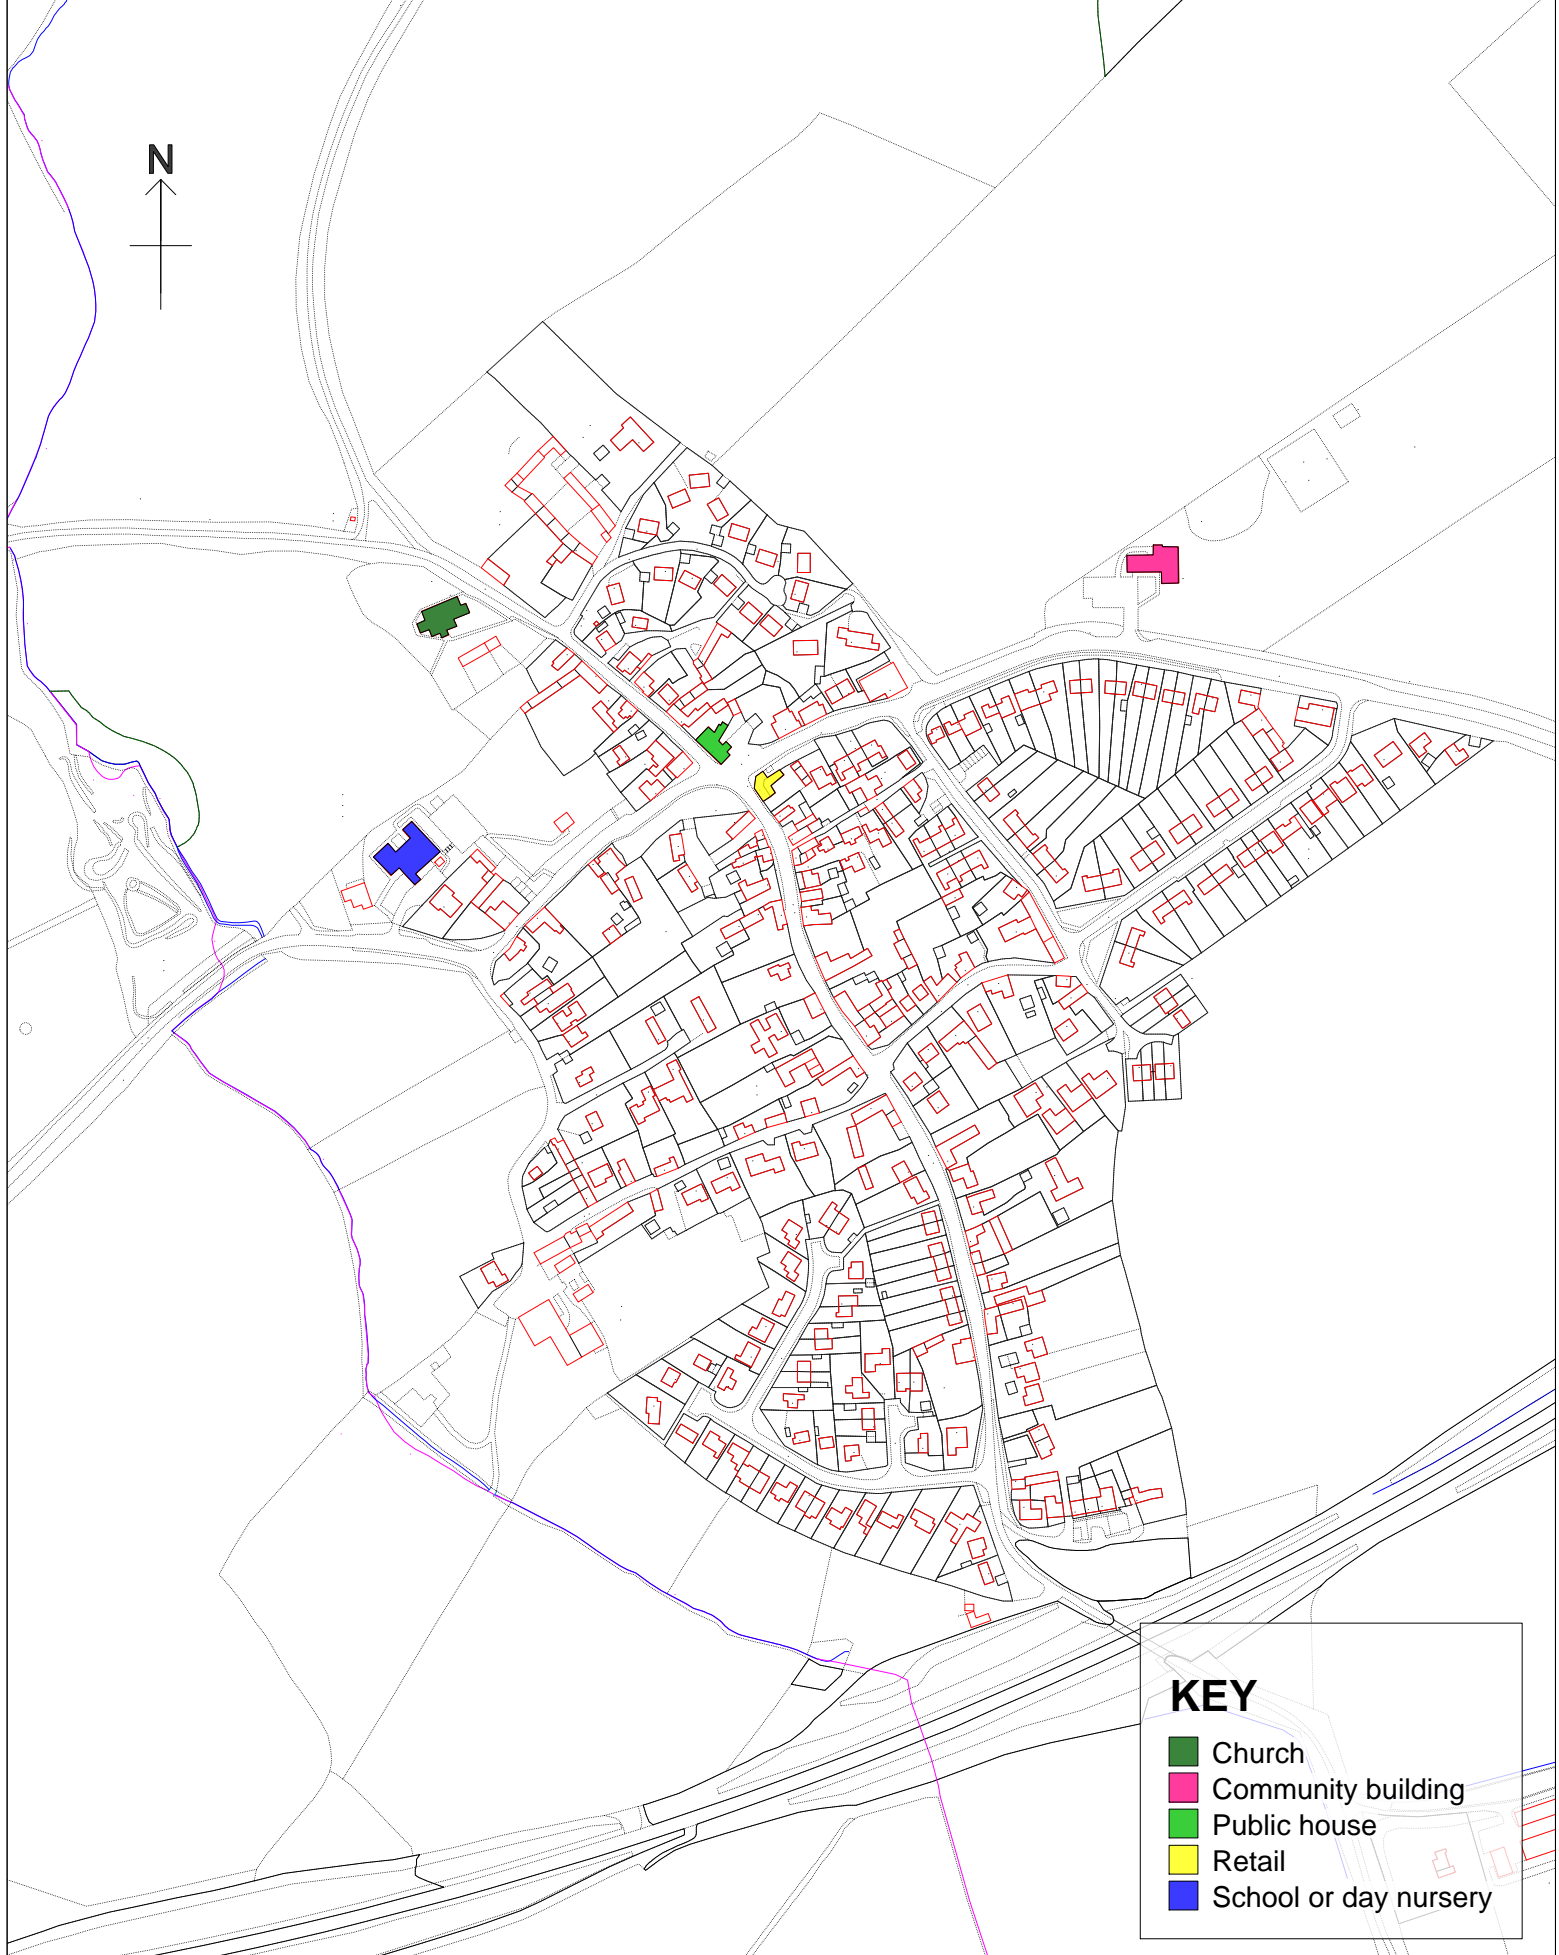 N
KEY
Church
Community building
Public house
Retail
School or day nursery